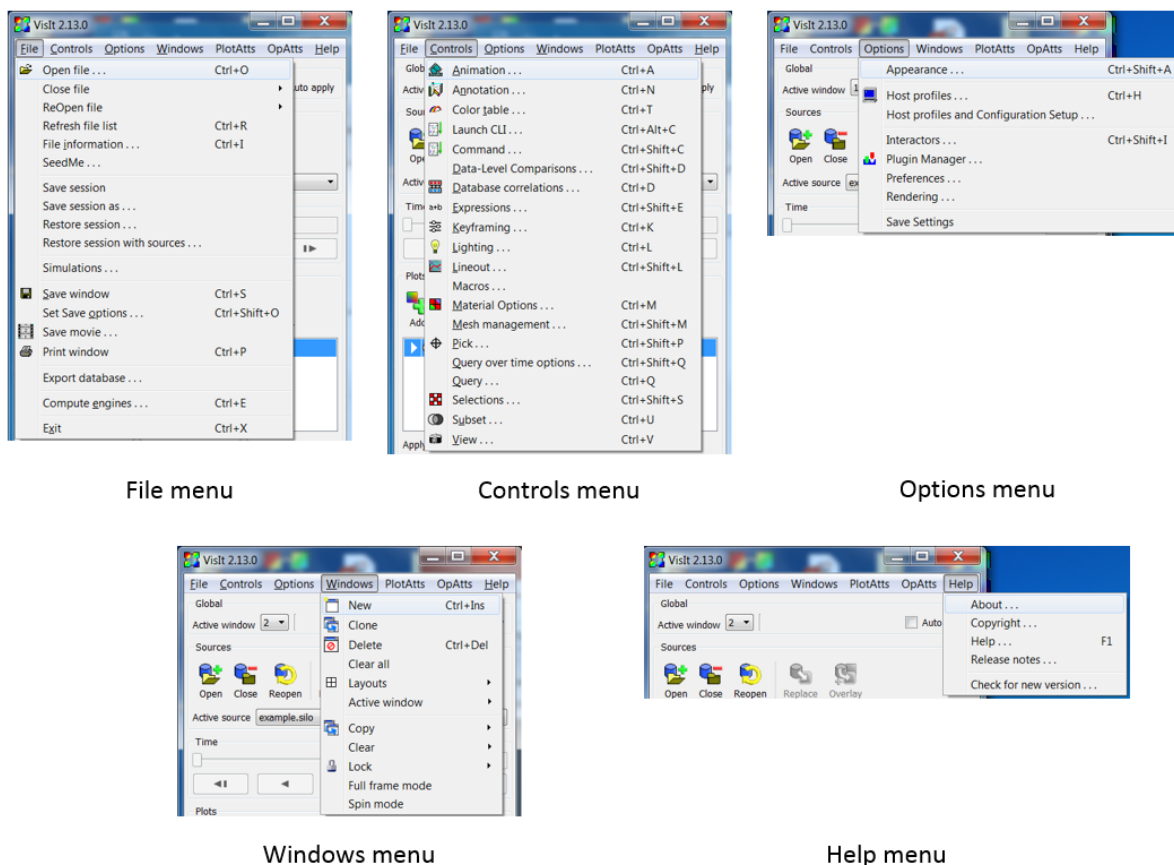 VisIt 2.13.0
File Controls Options Windows PlotAtts OpAtts Help
Open file ... Ctrl+O
Close file
ReOpen file
Refresh file list Ctrl+R
File information ... Ctrl+I
SeedMe ...
Save session
Save session as ...
Restore session ...
Restore session with sources ...
Simulations ...
Save window Ctrl+S
Set Save options ... Ctrl+Shift+O
Save movie ...
Print window Ctrl+P
Export database ...
Compute engines ... Ctrl+E
Exit Ctrl+X
File menu
VisIt 2.13.0
File Controls Options Windows PlotAtts OpAtts Help
Animation ... Ctrl+A
Annotation ... Ctrl+N
Color table ... Ctrl+T
Launch CLI ... Ctrl+Alt+C
Command ... Ctrl+Shift+C
Data-Level Comparisons ... Ctrl+Shift+D
Database correlations ... Ctrl+D
Expressions ... Ctrl+Shift+E
Keyframing ... Ctrl+K
Lighting ... Ctrl+L
Lineout ... Ctrl+Shift+L
Macros ...
Material Options ... Ctrl+M
Mesh management ... Ctrl+Shift+M
Pick ... Ctrl+Shift+P
Query over time options ... Ctrl+Shift+Q
Query ... Ctrl+Q
Selections ... Ctrl+Shift+S
Subset ... Ctrl+U
View ... Ctrl+V
Controls menu
VisIt 2.13.0
File Controls Options Windows PlotAtts OpAtts Help
Global
Active window 1
Sources
Open Close
Active source
Time
Appearance ... Ctrl+Shift+A
Host profiles ... Ctrl+H
Host profiles and Configuration Setup ...
Interactors ... Ctrl+Shift+I
Plugin Manager ...
Preferences ...
Rendering ...
Save Settings
Options menu
VisIt 2.13.0
File Controls Options Windows PlotAtts OpAtts Help
Global
Active window 2
Sources
Open Close Reopen
Active source example.silo
Time
Plots
New Ctrl+Ins
Clone
Delete Ctrl+Del
Clear all
Layouts
Active window
Copy
Clear
Lock
Full frame mode
Spin mode
Windows menu
VisIt 2.13.0
File Controls Options Windows PlotAtts OpAtts Help
Global
Active window 2 Auto
Sources
Open Close Reopen Replace Overlay
About ...
Copyright ...
Help ... F1
Release notes ...
Check for new version ...
Help menu